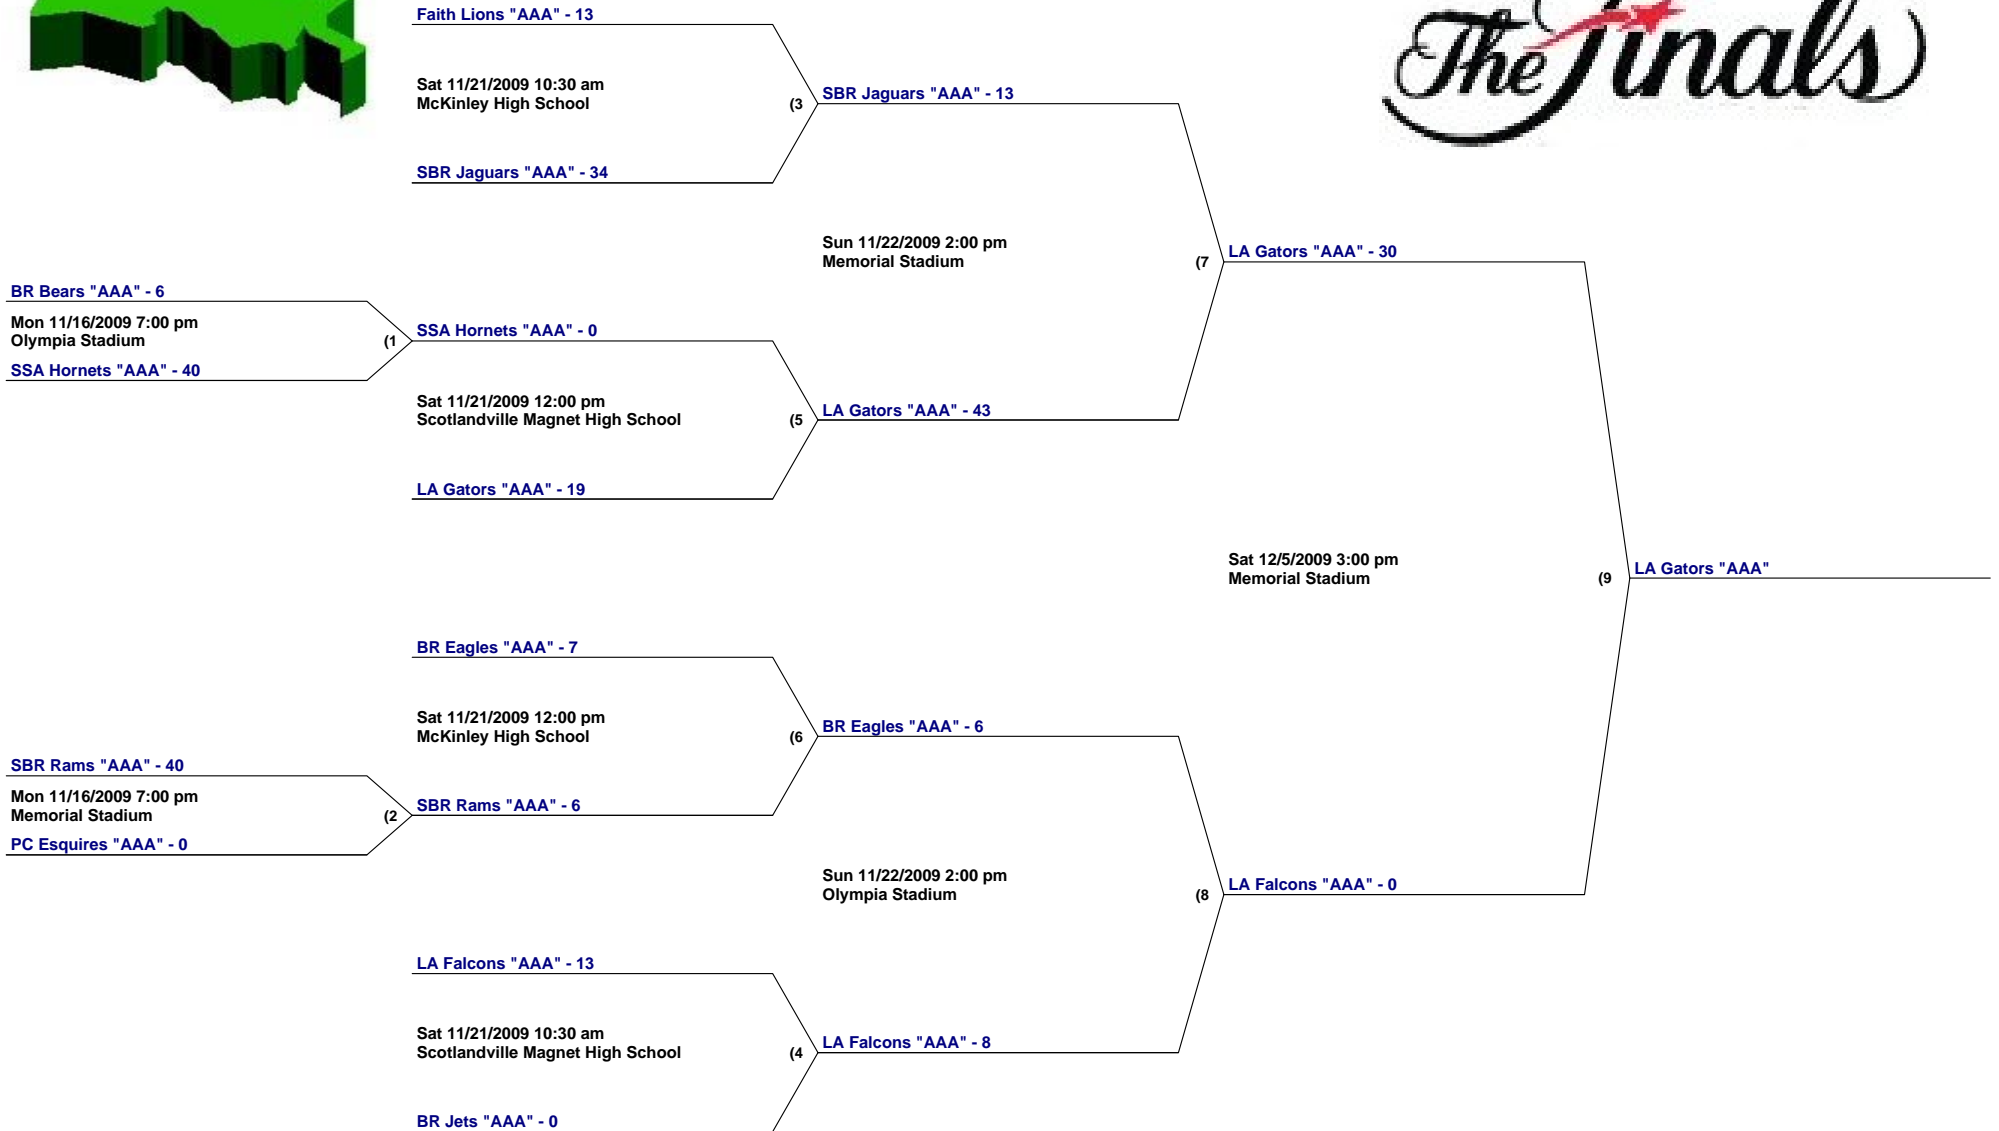 Faith Lions "AAA" - 13
The Finals
Sat 11/21/2009 10:30 am
McKinley High School
(3
SBR Jaguars "AAA" - 13
SBR Jaguars "AAA" - 34
Sun 11/22/2009 2:00 pm
Memorial Stadium
(7
LA Gators "AAA" - 30
BR Bears "AAA" - 6
Mon 11/16/2009 7:00 pm
Olympia Stadium
(1
SSA Hornets "AAA" - 0
SSA Hornets "AAA" - 40
Sat 11/21/2009 12:00 pm
Scotlandville Magnet High School
(5
LA Gators "AAA" - 43
LA Gators "AAA" - 19
Sat 12/5/2009 3:00 pm
Memorial Stadium
(9
LA Gators "AAA"
BR Eagles "AAA" - 7
Sat 11/21/2009 12:00 pm
McKinley High School
(6
BR Eagles "AAA" - 6
SBR Rams "AAA" - 40
Mon 11/16/2009 7:00 pm
Memorial Stadium
(2
SBR Rams "AAA" - 6
PC Esquires "AAA" - 0
Sun 11/22/2009 2:00 pm
Olympia Stadium
(8
LA Falcons "AAA" - 0
LA Falcons "AAA" - 13
Sat 11/21/2009 10:30 am
Scotlandville Magnet High School
(4
LA Falcons "AAA" - 8
BR Jets "AAA" - 0